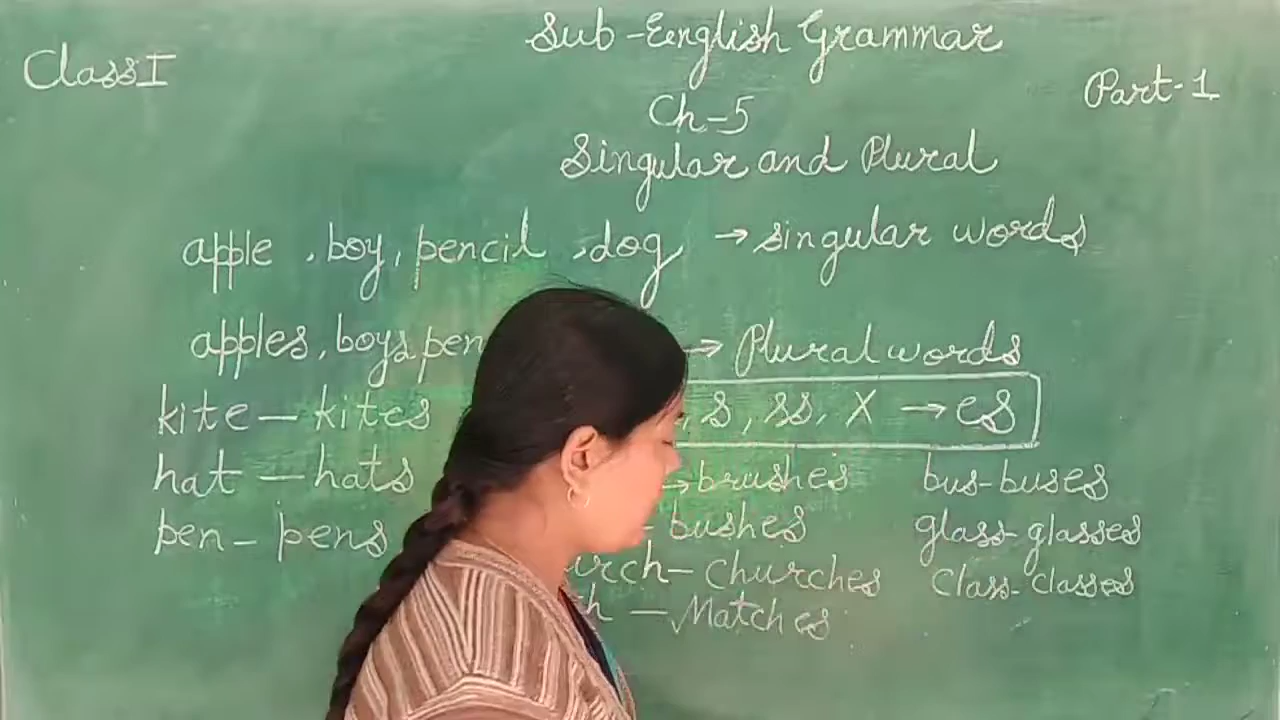 Sub-English Grammar
Class I
Part-1
Ch-5
Singular and Plural
apple, boy, pencil, dog → singular words
apples, boys, pen → Plural words
kite - kites
, s, ss, X → es
hat - hats
→ brushes
bus-buses
pen - pens
- bushes
glass-glasses
urch - churches
class-classes
h - Matches